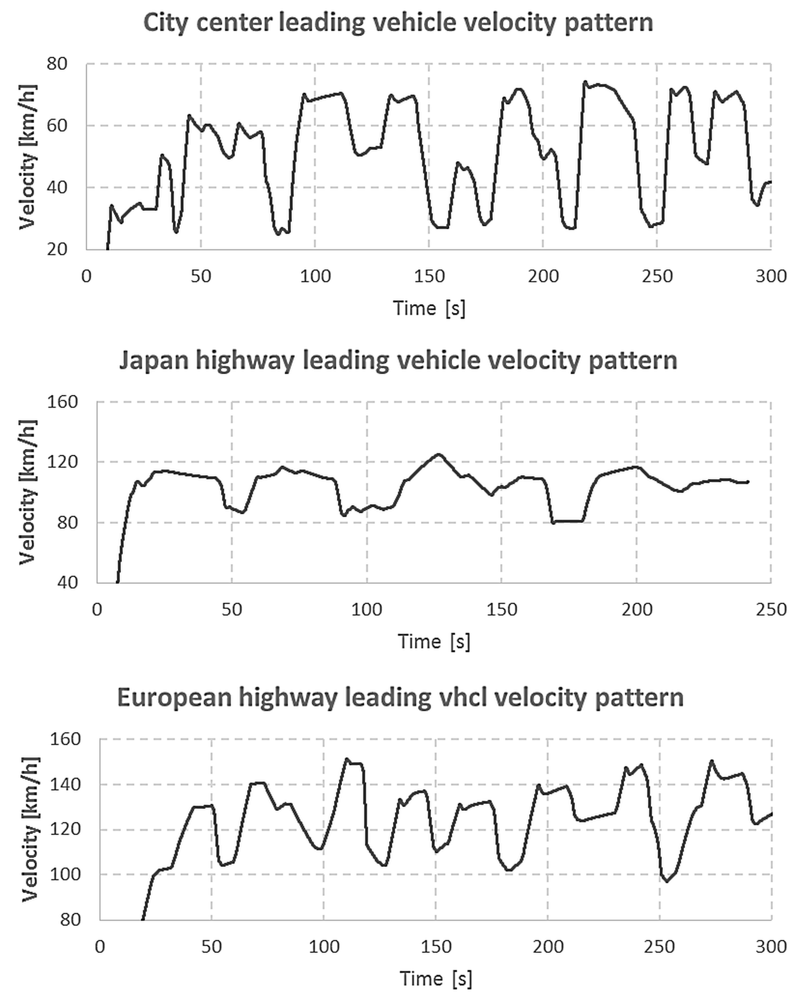 City center leading vehicle velocity pattern
Velocity [km/h]
80
60
40
20
0 50 100 150 200 250 300
Time [s]
Japan highway leading vehicle velocity pattern
Velocity [km/h]
160
120
80
40
0 50 100 150 200 250
Time [s]
European highway leading vhcl velocity pattern
Velocity [km/h]
160
140
120
100
80
0 50 100 150 200 250 300
Time [s]